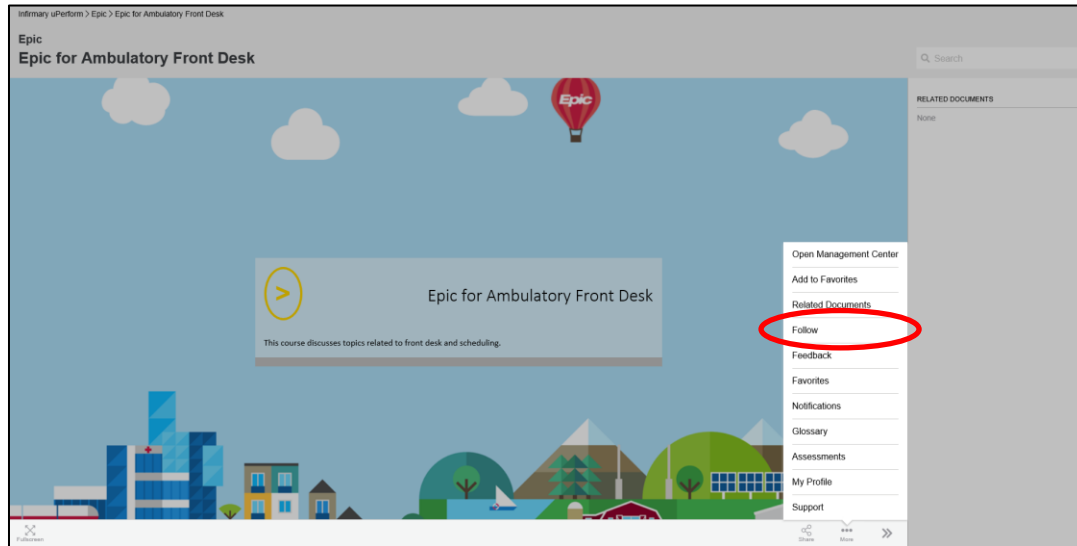 Infirmary uPerform > Epic > Epic for Ambulatory Front Desk
Epic
Epic for Ambulatory Front Desk
Search
RELATED DOCUMENTS
None
Epic
>
Epic for Ambulatory Front Desk
This course discusses topics related to front desk and scheduling.
Open Management Center
Add to Favorites
Related Documents
Follow
Feedback
Favorites
Notifications
Glossary
Assessments
My Profile
Support
Fullscreen
Share
More